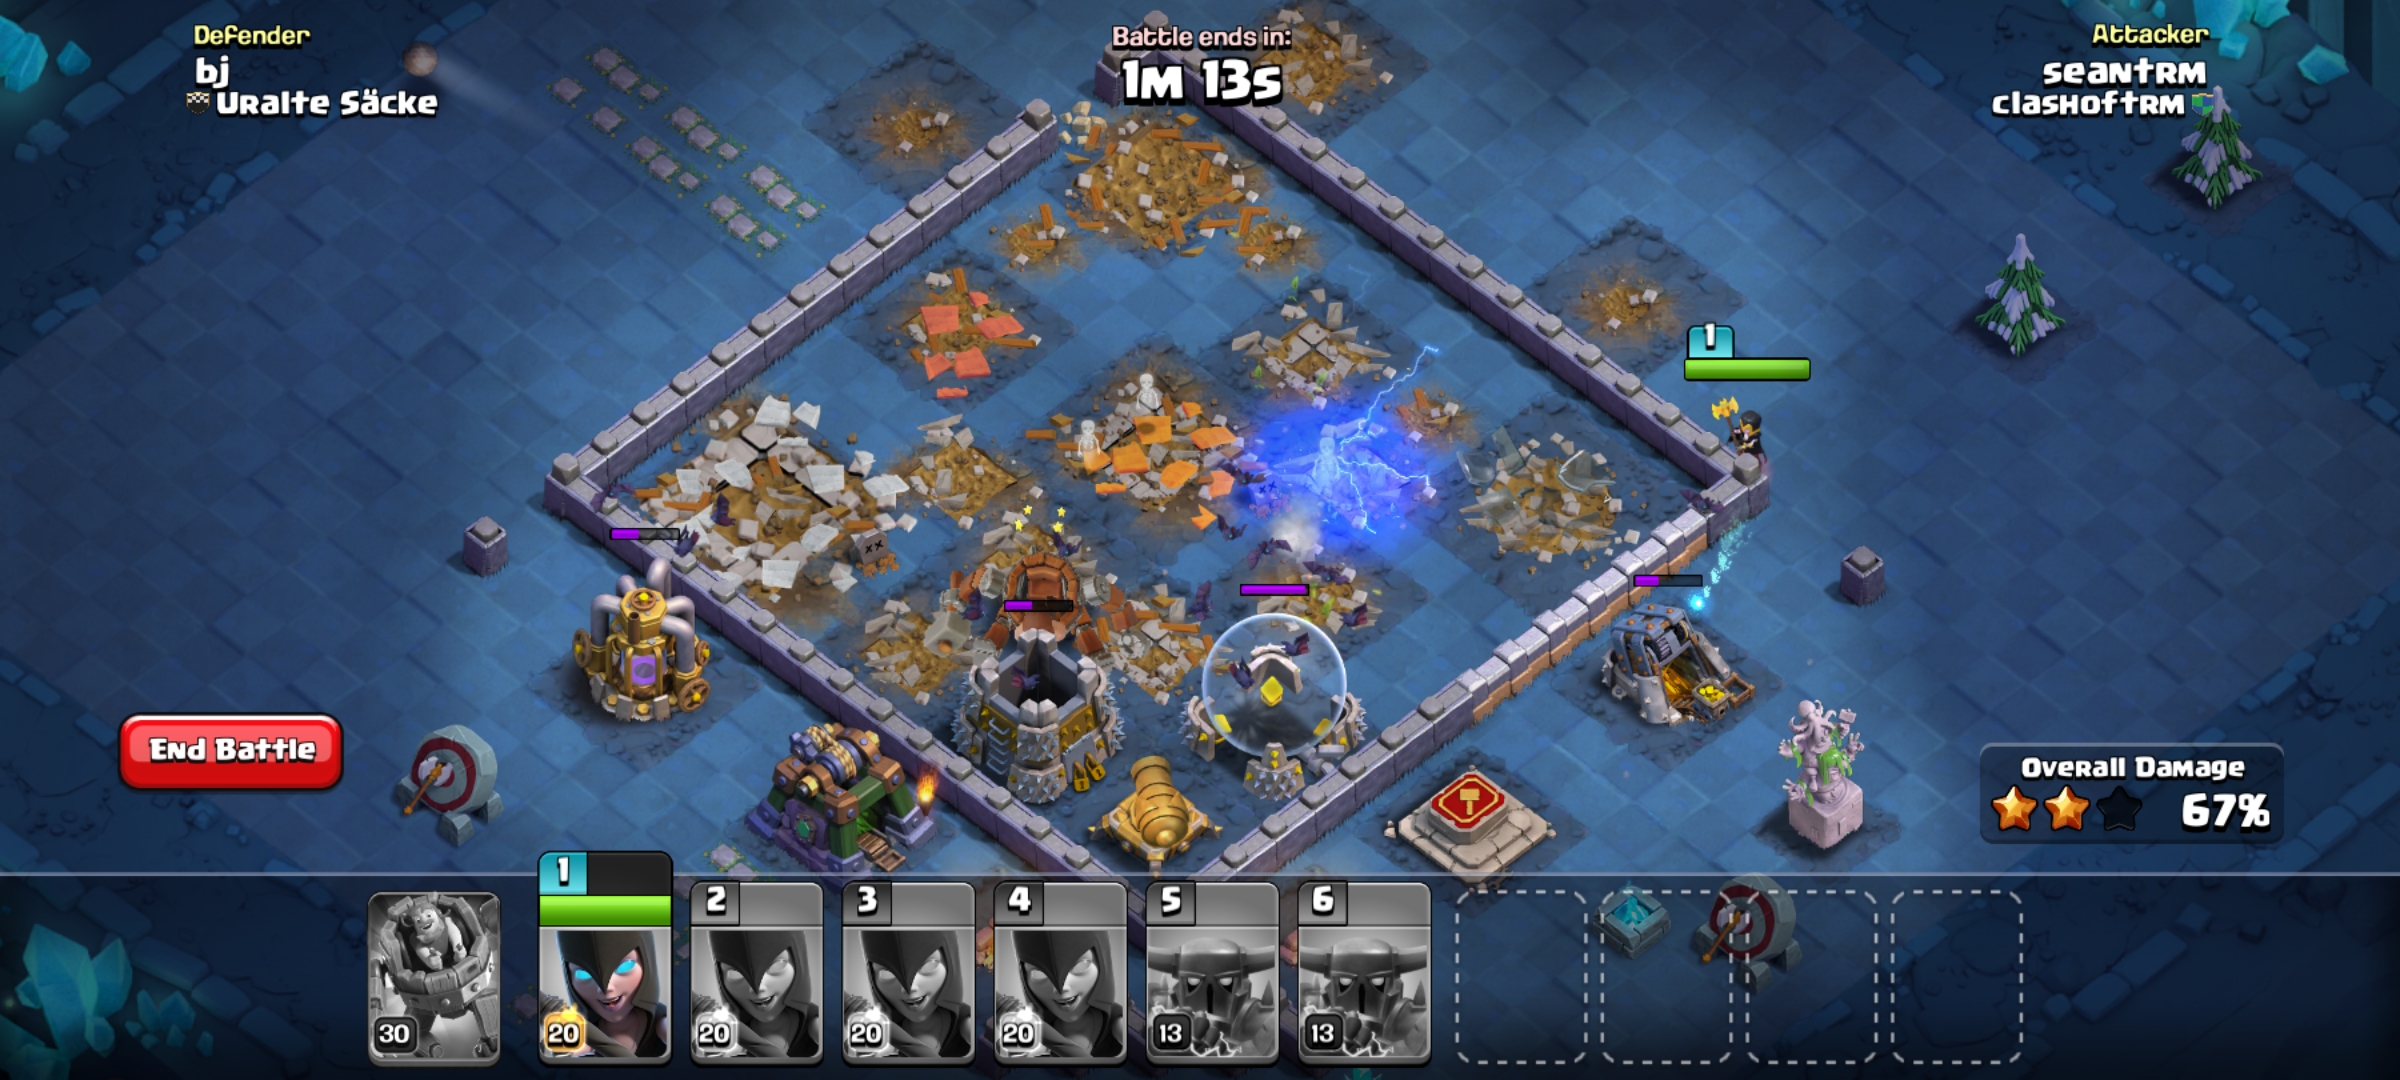 Defender
bj
Uralte Säcke
Battle ends in:
1M 13s
Attacker
seantrm
clashoftrm
1
End Battle
Overall Damage
67%
30
1
20
2
20
3
20
4
20
5
13
6
13